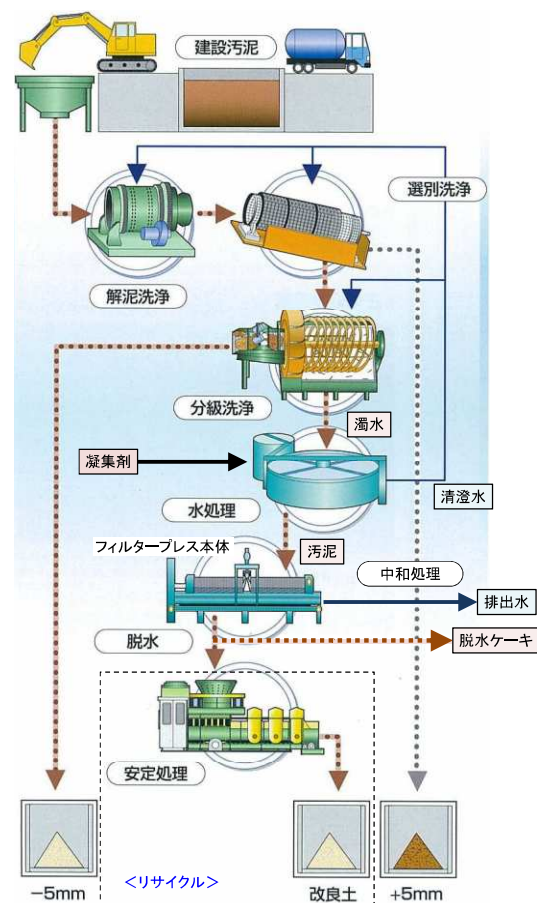 建設汚泥
選別洗浄
解泥洗浄
分級洗浄
濁水
凝集剤
清澄水
水処理
汚泥
フィルタープレス本体
中和処理
排出水
脱水
脱水ケーキ
安定処理
－5mm
＜リサイクル＞
改良土
+5mm